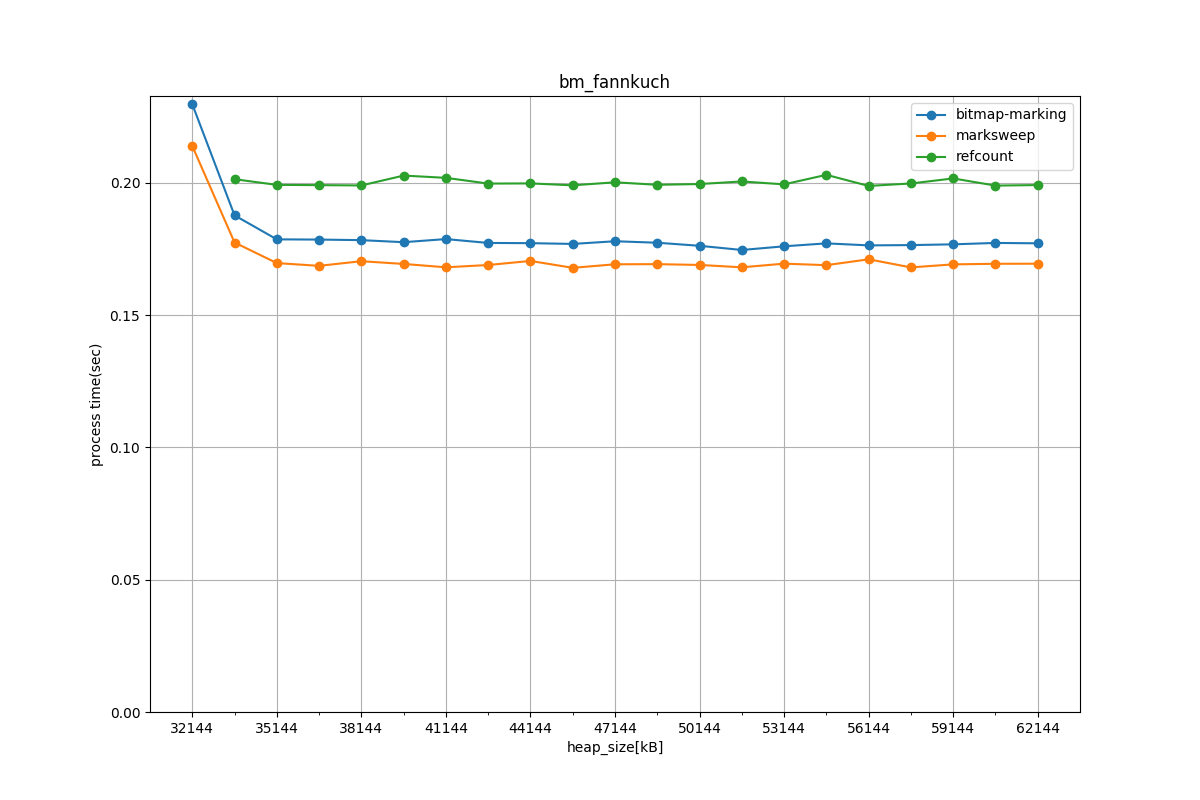 bm_fannkuch
bitmap-marking
marksweep
refcount
0.20
0.15
0.10
0.05
0.00
process time(sec)
32144 35144 38144 41144 44144 47144 50144 53144 56144 59144 62144
heap_size[kB]